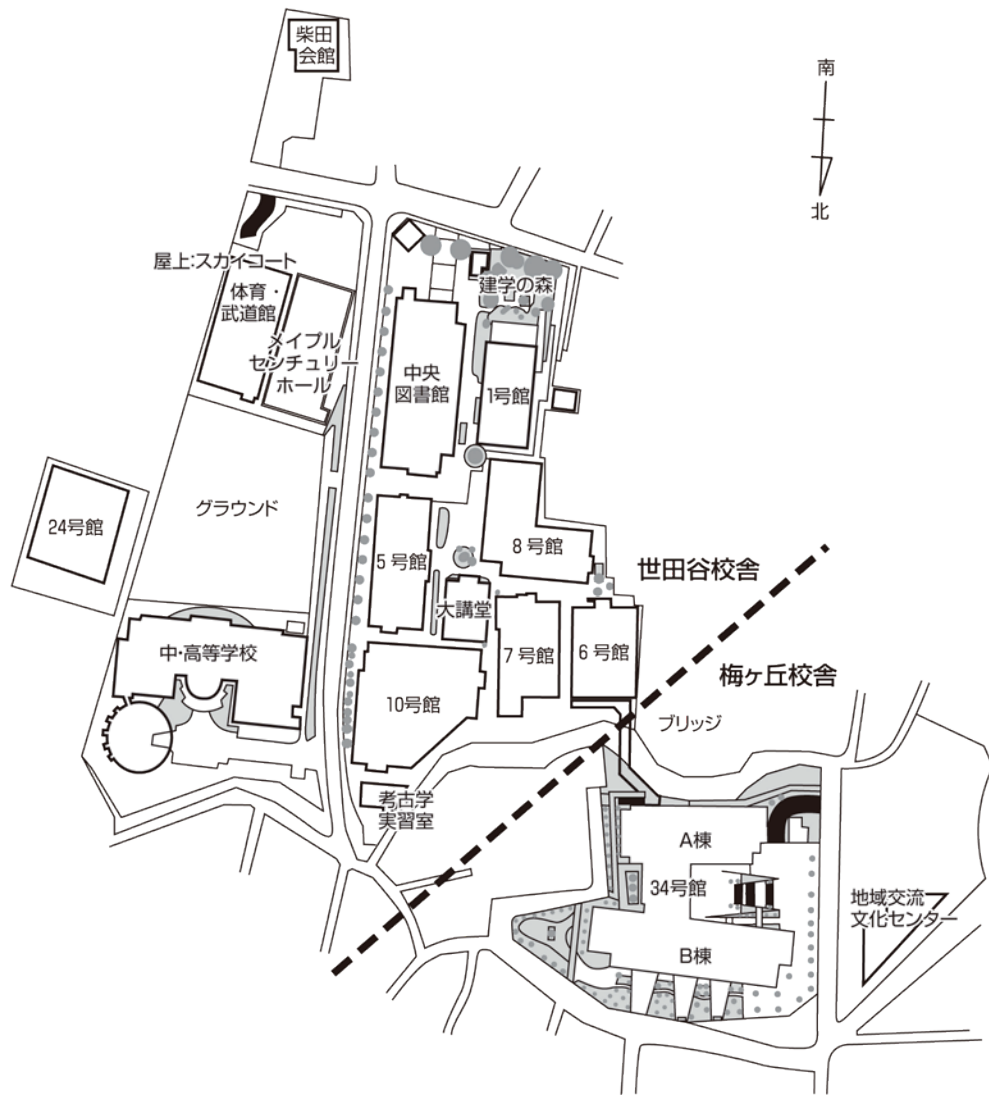 柴田
会館
南
北
屋上:スカイコート
体育・
武道館
メイプル
センチュリー
ホール
建学の森
中央
図書館
1号館
グラウンド
24号館
5号館
8号館
大講堂
世田谷校舎
中・高等学校
7号館
6号館
梅ヶ丘校舎
10号館
ブリッジ
考古学
実習室
A棟
34号館
地域交流
文化センター
B棟